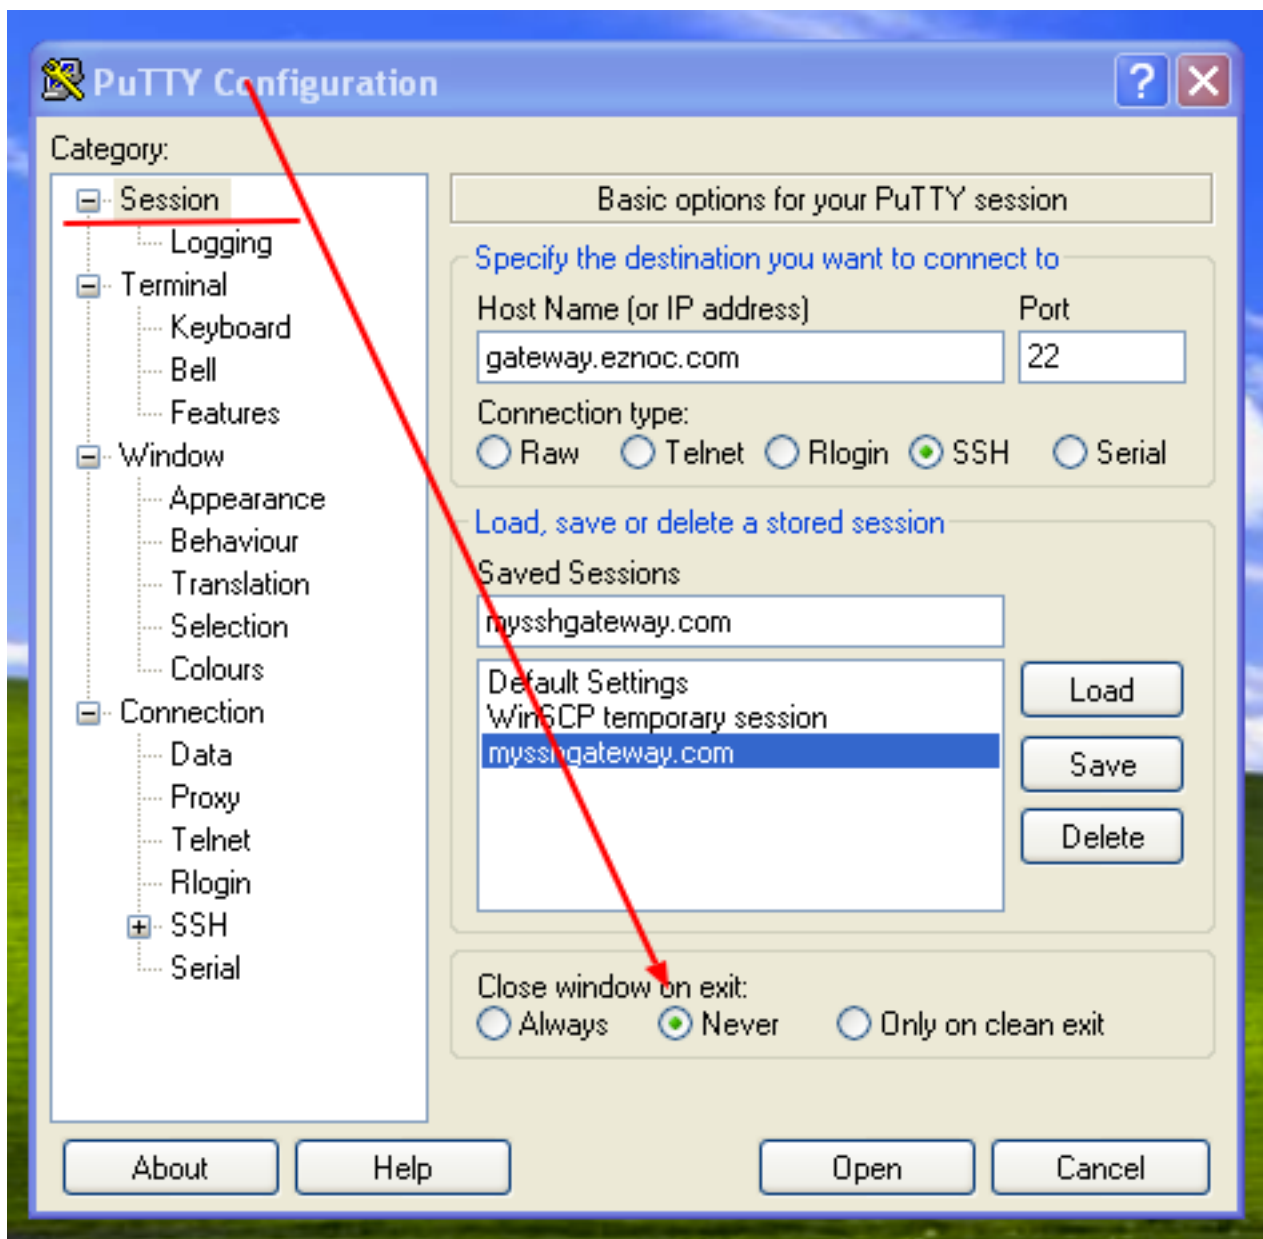 PuTTY Configuration
?
Category:
Session
Logging
Terminal
Keyboard
Bell
Features
Window
Appearance
Behaviour
Translation
Selection
Colours
Connection
Data
Proxy
Telnet
Rlogin
SSH
Serial
Basic options for your PuTTY session
Specify the destination you want to connect to
Host Name (or IP address) Port
gateway.eznoc.com 22
Connection type:
Raw Telnet Rlogin SSH Serial
Load, save or delete a stored session
Saved Sessions
mysshgateway.com
Default Settings
WinSCP temporary session
mysshgateway.com
Load
Save
Delete
Close window on exit:
Always Never Only on clean exit
About Help Open Cancel